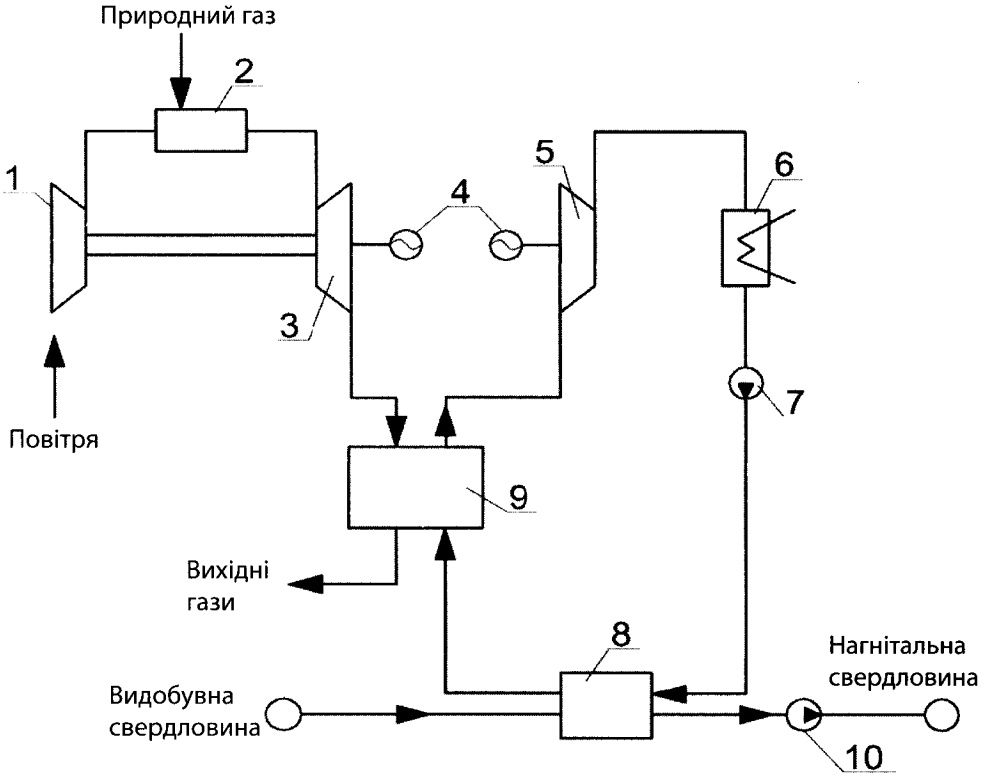 Природний газ
2
1
3
4
5
6
7
Повітря
9
Вихідні
гази
8
Видобувна
свердловина
Нагнітальна
свердловина
10